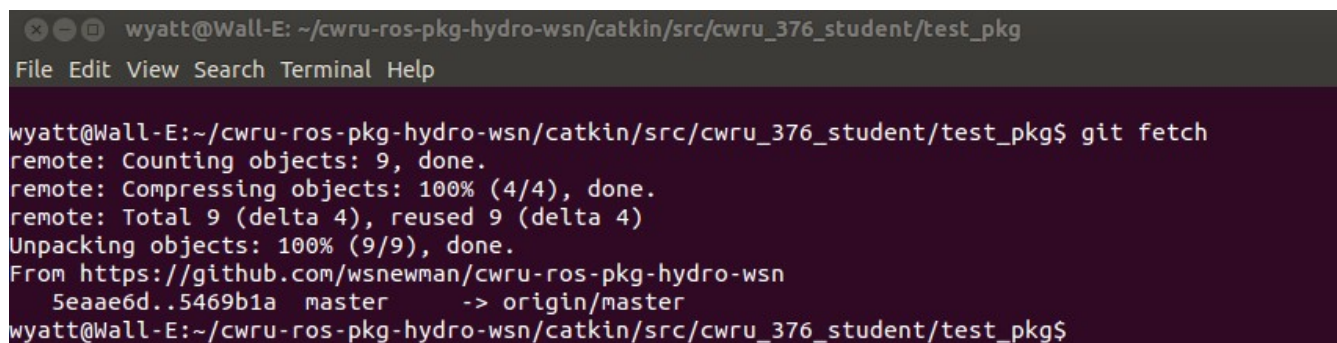 wyatt@Wall-E: ~/cwru-ros-pkg-hydro-wsn/catkin/src/cwru_376_student/test_pkg
File Edit View Search Terminal Help
wyatt@Wall-E:~/cwru-ros-pkg-hydro-wsn/catkin/src/cwru_376_student/test_pkg$ git fetch
remote: Counting objects: 9, done.
remote: Compressing objects: 100% (4/4), done.
remote: Total 9 (delta 4), reused 9 (delta 4)
Unpacking objects: 100% (9/9), done.
From https://github.com/wsnewman/cwru-ros-pkg-hydro-wsn
   5eaae6d..5469b1a  master     -> origin/master
wyatt@Wall-E:~/cwru-ros-pkg-hydro-wsn/catkin/src/cwru_376_student/test_pkg$